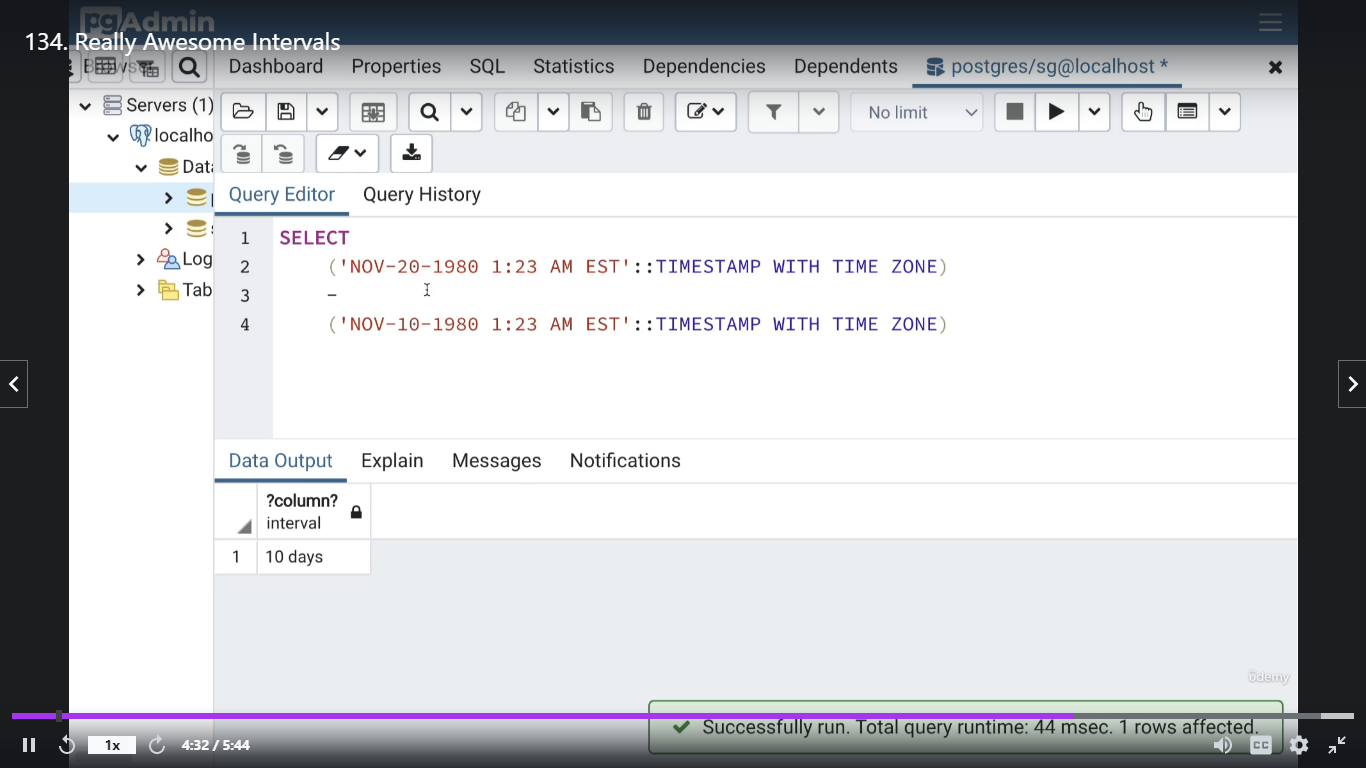 pgAdmin
134. Really Awesome Intervals
Dashboard Properties SQL Statistics Dependencies Dependents postgres/sg@localhost *
Servers (1)
localho
Data
Log
Tab
No limit
Query Editor Query History
1 SELECT
2 ('NOV-20-1980 1:23 AM EST'::TIMESTAMP WITH TIME ZONE)
3 -
4 ('NOV-10-1980 1:23 AM EST'::TIMESTAMP WITH TIME ZONE)
Data Output Explain Messages Notifications
?column?
interval
1 10 days
ûdemy
Successfully run. Total query runtime: 44 msec. 1 rows affected.
1x 4:32 / 5:44
CC